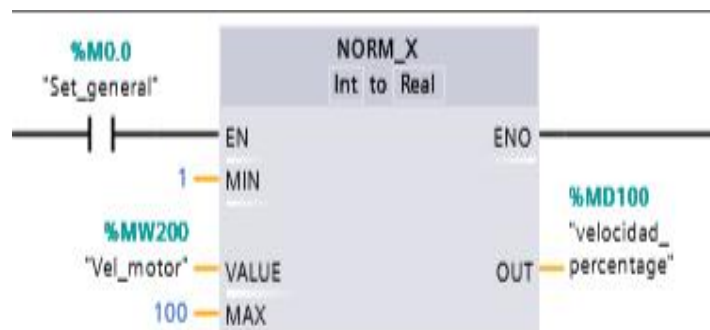 %M0.0
"Set_general"
NORM_X
Int to Real
EN
ENO
1
MIN
%MW200
"Vel_motor"
VALUE
%MD100
"velocidad_
percentage"
OUT
100
MAX